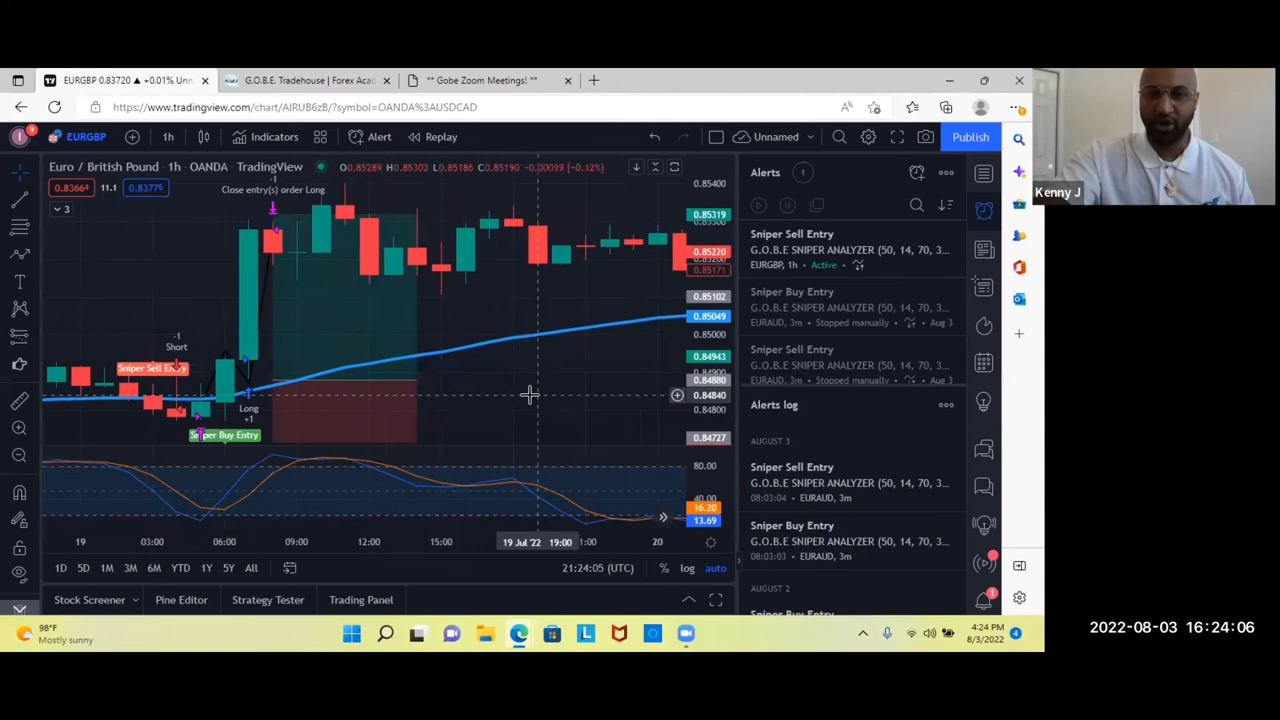 EURGBP 0.83720 ▲ +0.01% Unn
G.O.B.E. Tradehouse | Forex Aca
** Gobe Zoom Meetings! **
https://www.tradingview.com/chart/AIRUB6zB/?symbol=OANDA%3AUSDCAD
Kenny J
I
9
EURGBP
1h
Indicators
Alert
Replay
Unnamed
Publish
Euro / British Pound · 1h · OANDA · TradingView
O0.85289 H0.85302 L0.85186 C0.85190 -0.00099 (-0.12%)
0.83664
11.1
0.83775
3
-1
Close entry(s) order Long
-1
Short
Sniper Sell Entry
Long
+1
Sniper Buy Entry
0.85400
0.85319
0.85220
0.85171
0.85102
0.85049
0.85000
0.84943
0.84900
0.84880
0.84840
0.84800
0.84727
80.00
40.00
16.20
13.69
19
03:00
06:00
09:00
12:00
15:00
19 Jul '22 19:00
1:00
20
1D 5D 1M 3M 6M YTD 1Y 5Y All
21:24:05 (UTC)
%
log
auto
Stock Screener
Pine Editor
Strategy Tester
Trading Panel
Alerts
1
Sniper Sell Entry
G.O.B.E SNIPER ANALYZER (50, 14, 70, 3...
EURGBP, 1h · Active
Sniper Buy Entry
G.O.B.E SNIPER ANALYZER (50, 14, 70, 3...
EURAUD, 3m · Stopped manually
Aug 3
Sniper Sell Entry
G.O.B.E SNIPER ANALYZER (50, 14, 70, 3...
EURAUD, 3m · Stopped manually
Aug 3
Alerts log
AUGUST 3
Sniper Sell Entry
G.O.B.E SNIPER ANALYZER (50, 14, 70, 3...
08:03:04 · EURAUD, 3m
Sniper Buy Entry
G.O.B.E SNIPER ANALYZER (50, 14, 70, 3...
08:03:03 · EURAUD, 3m
AUGUST 2
1
98°F
Mostly sunny
4:24 PM
8/3/2022
4
2022-08-03 16:24:06